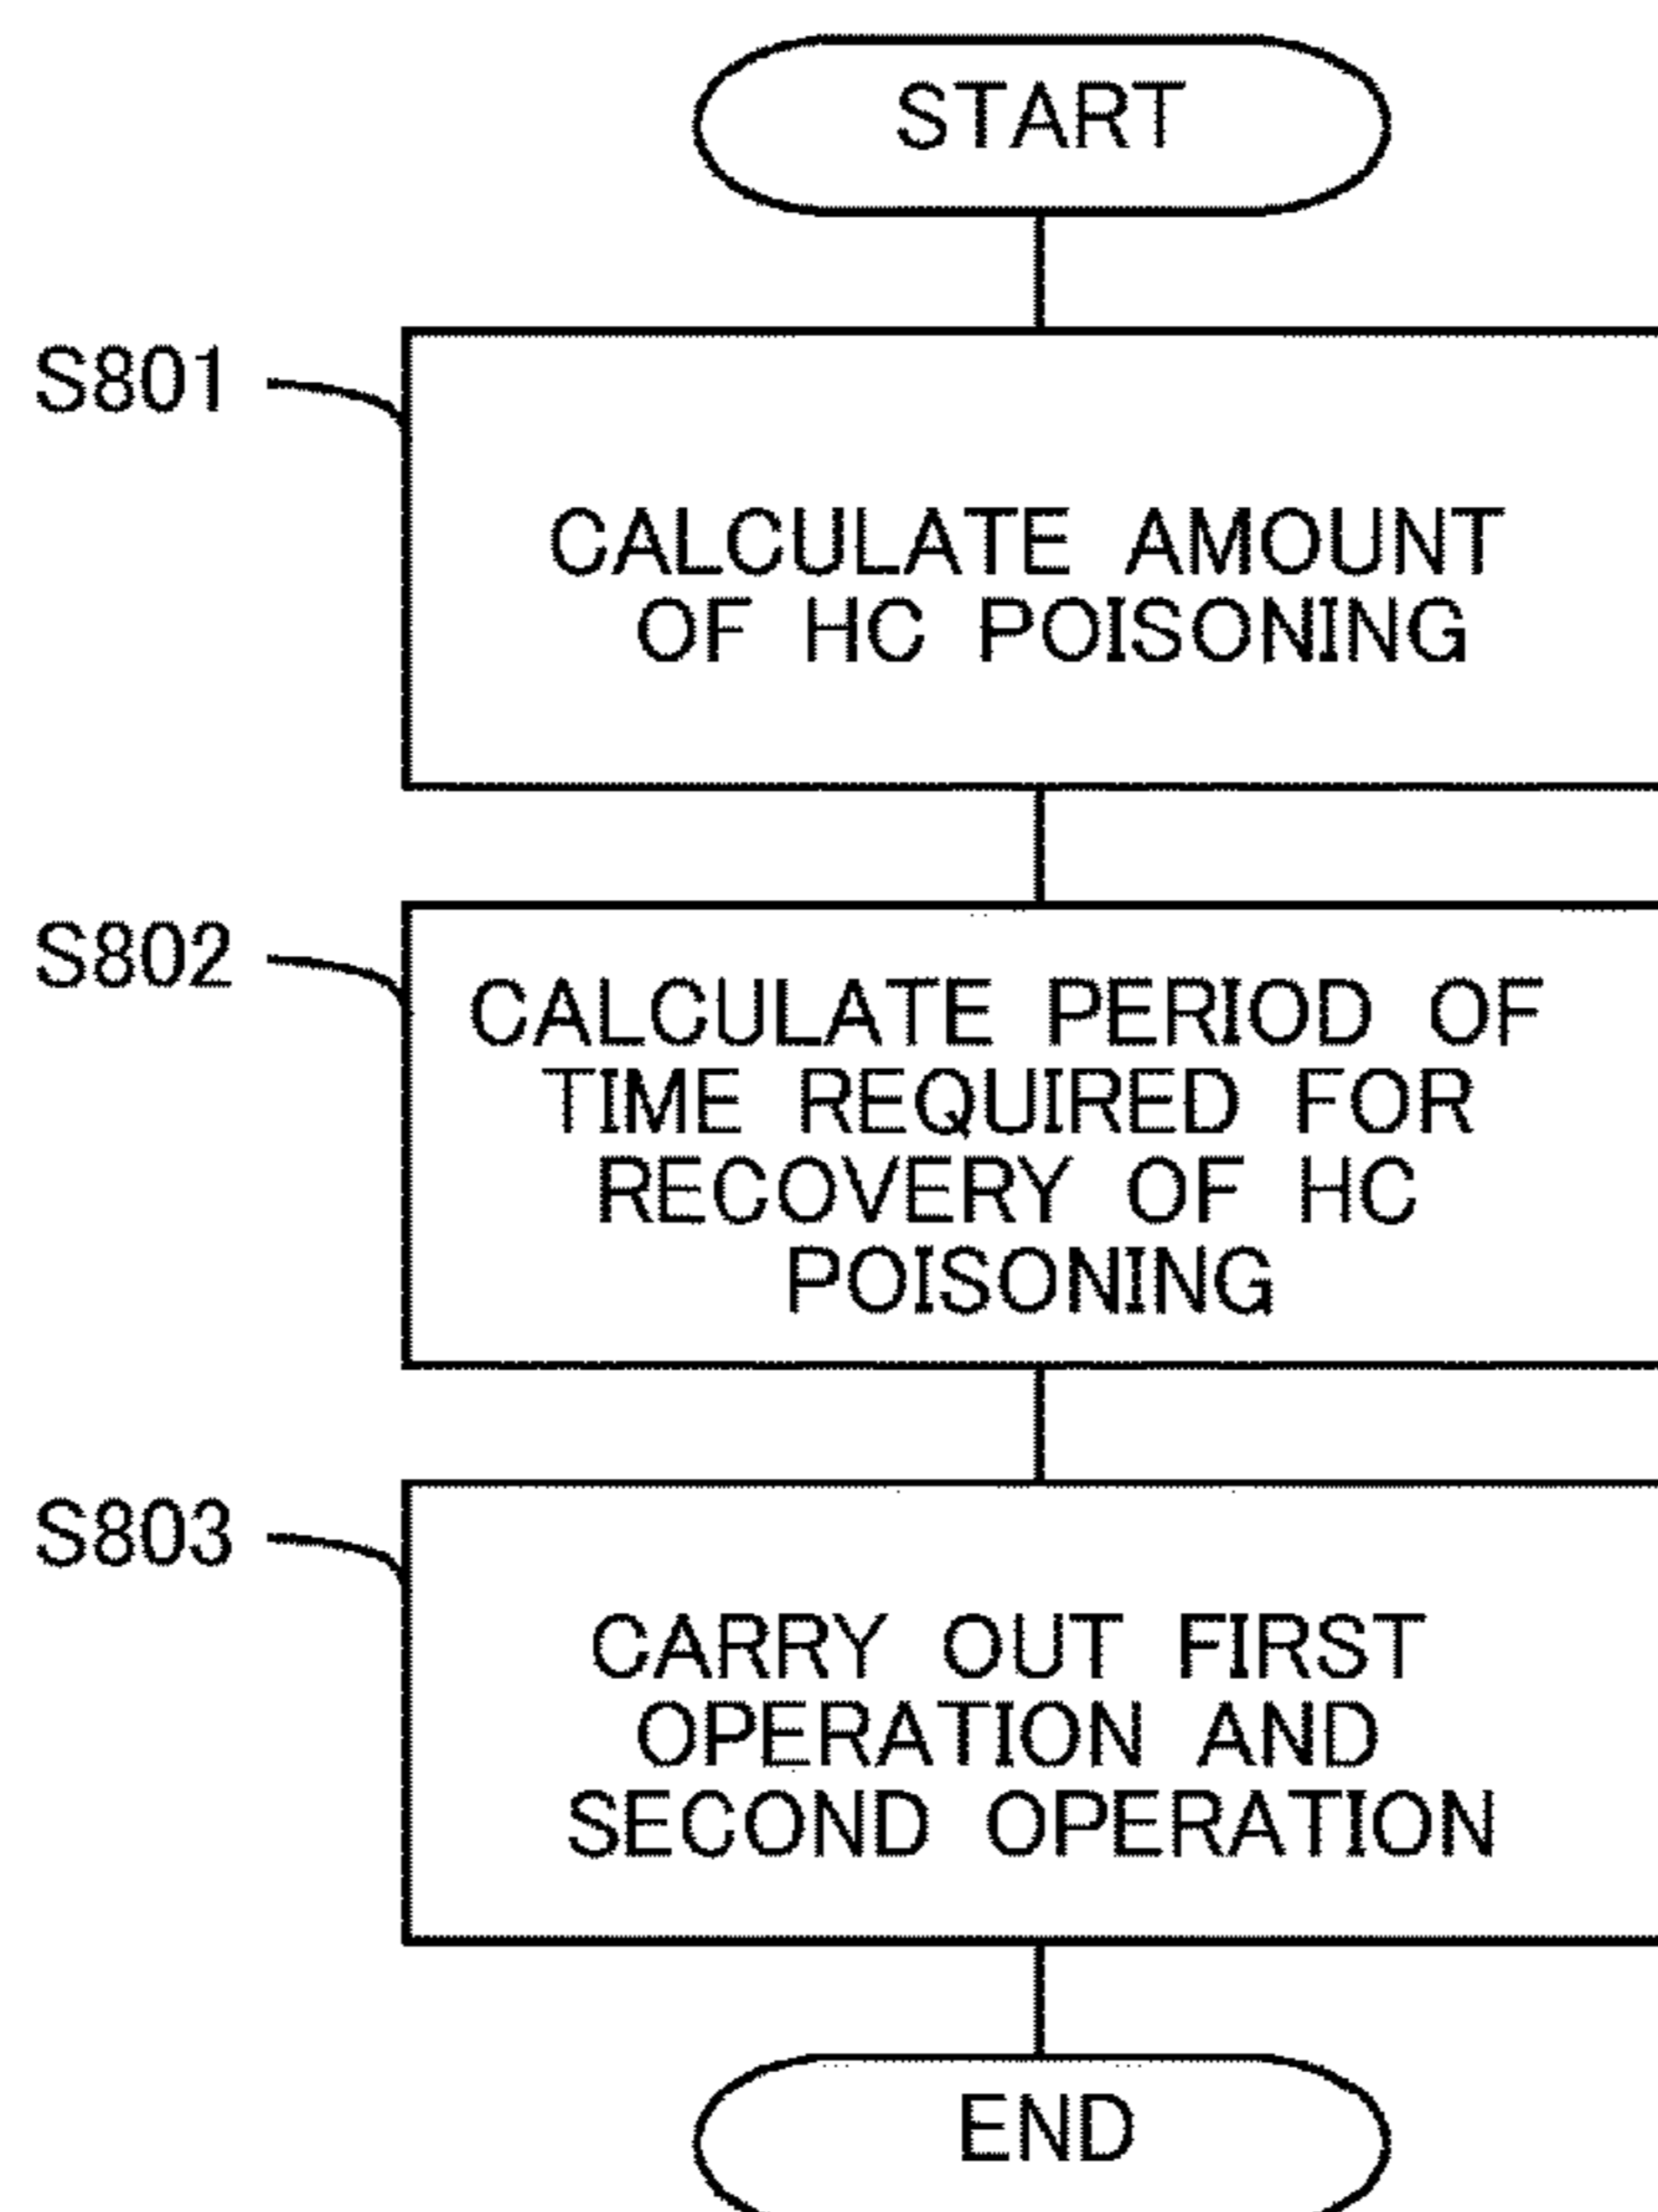 START
S801
CALCULATE AMOUNT
OF HC POISONING
S802
CALCULATE PERIOD OF
TIME REQUIRED FOR
RECOVERY OF HC
POISONING
S803
CARRY OUT FIRST
OPERATION AND
SECOND OPERATION
END